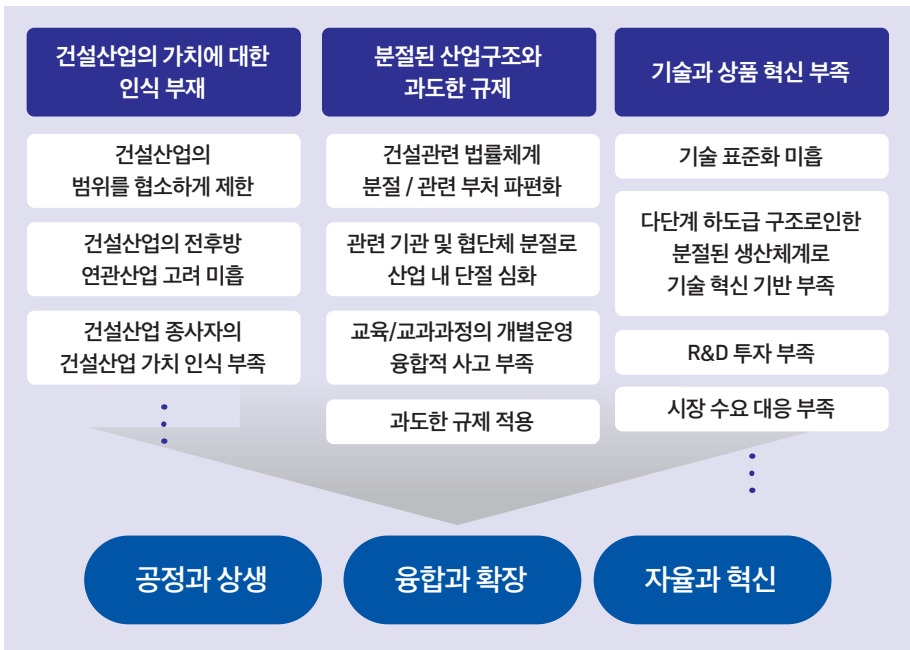 건설산업의 가치에 대한
인식 부재
건설산업의
범위를 협소하게 제한
건설산업의 전후방
연관산업 고려 미흡
건설산업 종사자의
건설산업 가치 인식 부족
분절된 산업구조와
과도한 규제
건설관련 법률체계
분절 / 관련 부처 파편화
관련 기관 및 협단체 분절로
산업 내 단절 심화
교육/교과과정의 개별운영
융합적 사고 부족
과도한 규제 적용
기술과 상품 혁신 부족
기술 표준화 미흡
다단계 하도급 구조로인한
분절된 생산체계로
기술 혁신 기반 부족
R&D 투자 부족
시장 수요 대응 부족
공정과 상생
융합과 확장
자율과 혁신